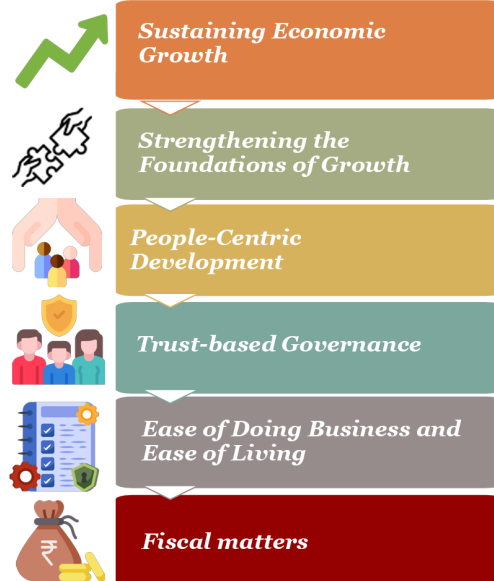 Sustaining Economic
Growth
Strengthening the
Foundations of Growth
People-Centric
Development
Trust-based Governance
Ease of Doing Business and
Ease of Living
₹
Fiscal matters